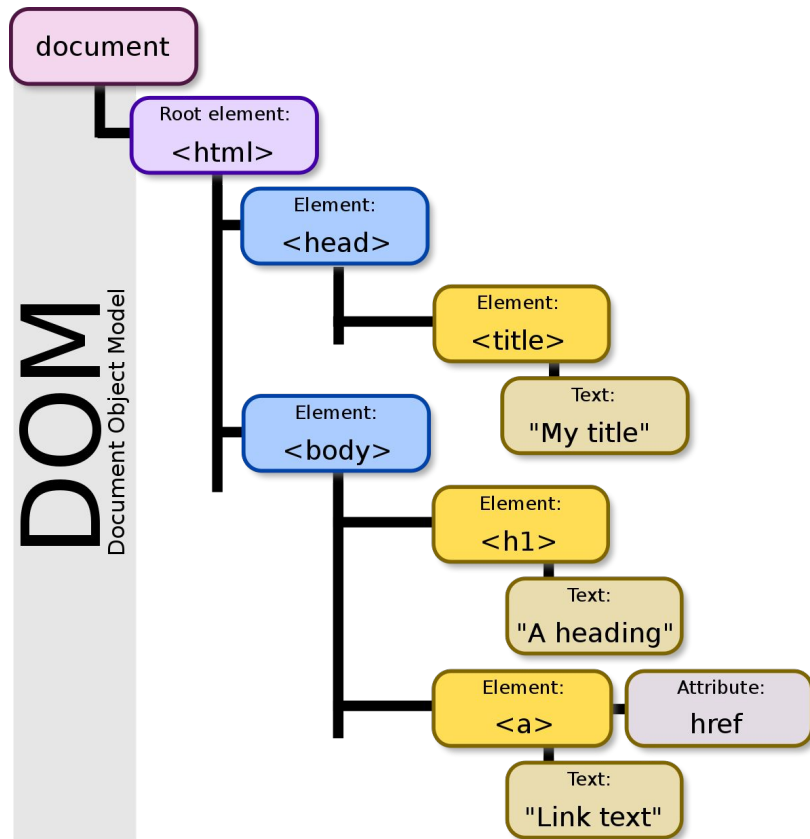 document
Root element:
<html>
Element:
<head>
Element:
<title>
Text:
"My title"
Element:
<body>
Element:
<h1>
Text:
"A heading"
Element:
<a>
Attribute:
href
Text:
"Link text"
DOM
Document Object Model